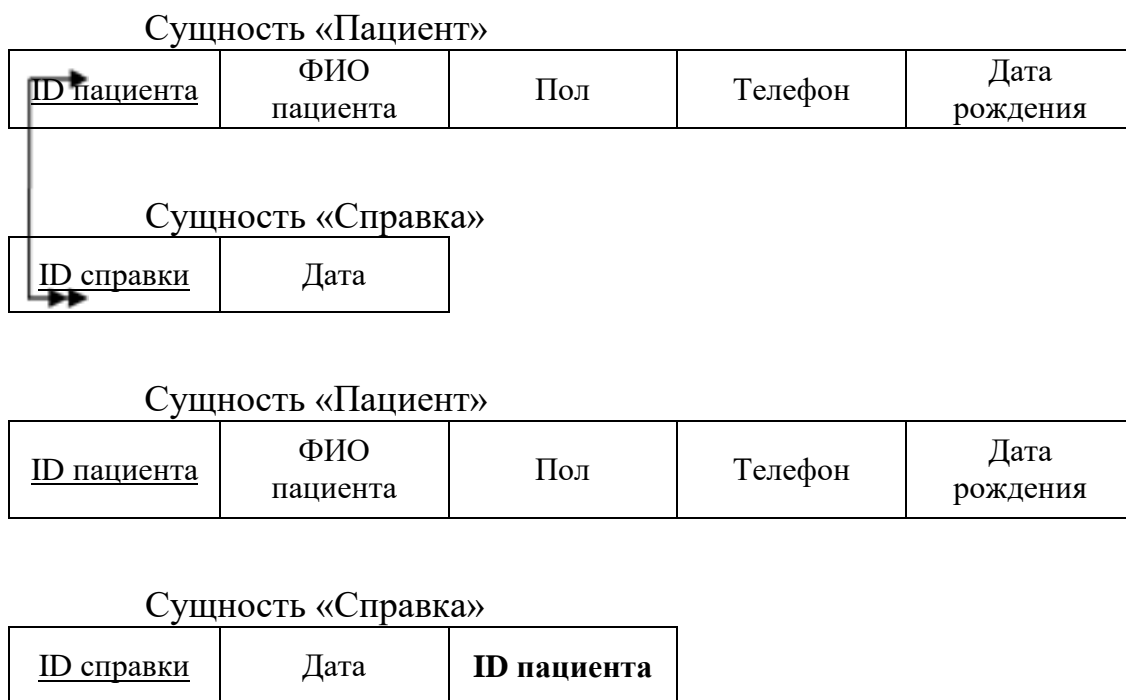 Сущность «Пациент»
ID пациента ФИО пациента Пол Телефон Дата рождения
Сущность «Справка»
ID справки Дата
Сущность «Пациент»
ID пациента ФИО пациента Пол Телефон Дата рождения
Сущность «Справка»
ID справки Дата ID пациента